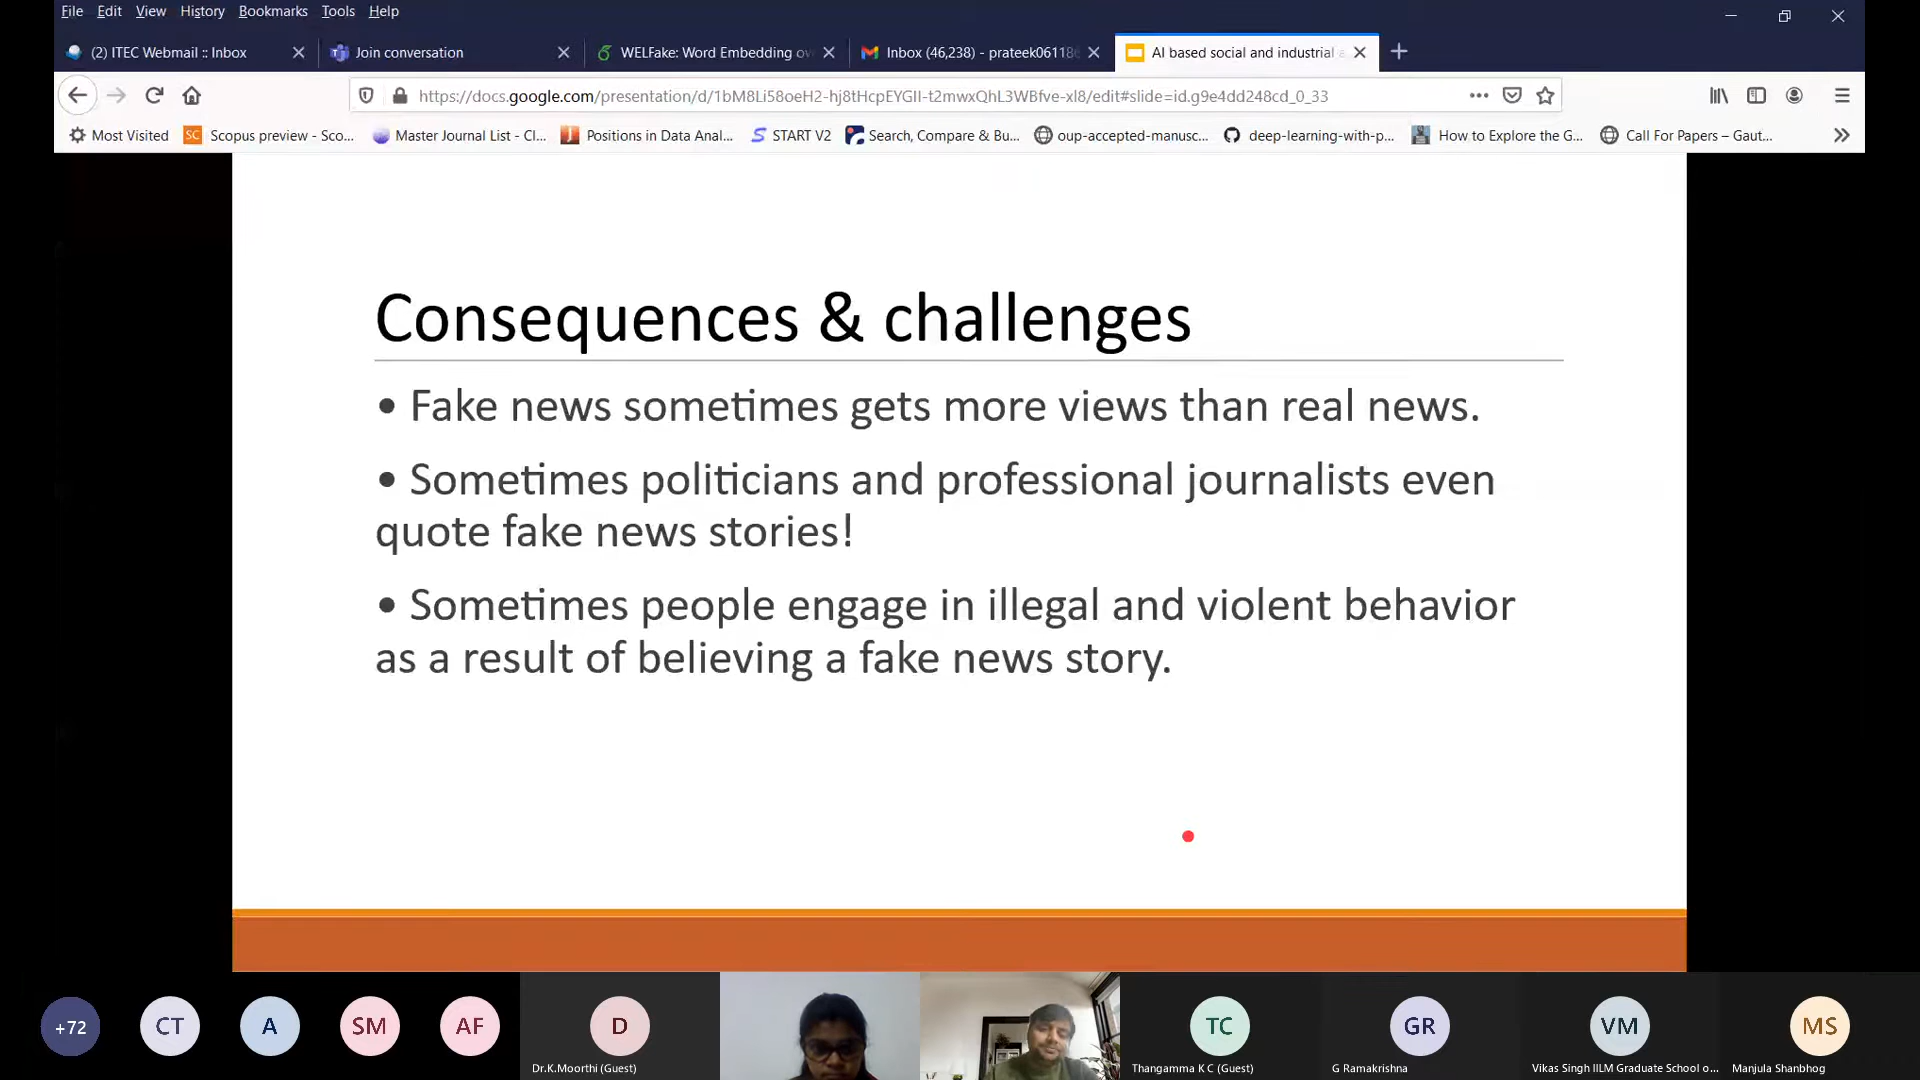 File Edit View History Bookmarks Tools Help
(2) ITEC Webmail :: Inbox
Join conversation
WELFake: Word Embedding ov
Inbox (46,238) - prateek06118
AI based social and industrial a
https://docs.google.com/presentation/d/1bM8Li58oeH2-hj8tHcpEYGII-t2mwxQhL3WBfve-xl8/edit#slide=id.g9e4dd248cd_0_33
Most Visited
SC Scopus preview - Sco...
Master Journal List - Cl...
Positions in Data Anal...
START V2
Search, Compare & Bu...
oup-accepted-manusc...
deep-learning-with-p...
How to Explore the G...
Call For Papers – Gaut...
Consequences & challenges
• Fake news sometimes gets more views than real news.
• Sometimes politicians and professional journalists even
quote fake news stories!
• Sometimes people engage in illegal and violent behavior
as a result of believing a fake news story.
+72
CT
A
SM
AF
D
Dr.K.Moorthi (Guest)
TC
Thangamma K C (Guest)
GR
G Ramakrishna
VM
Vikas Singh IILM Graduate School o...
MS
Manjula Shanbhog